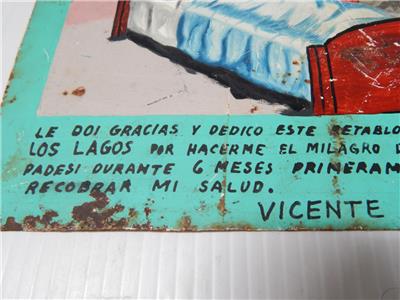 LE DOI GRACIAS Y DEDICO ESTE RETABLO
LOS LAGOS POR HACERME EL MILAGRO D
PADESI DURANTE 6 MESES PRIMERAM
RECOBRAR MI SALUD.
VICENTE